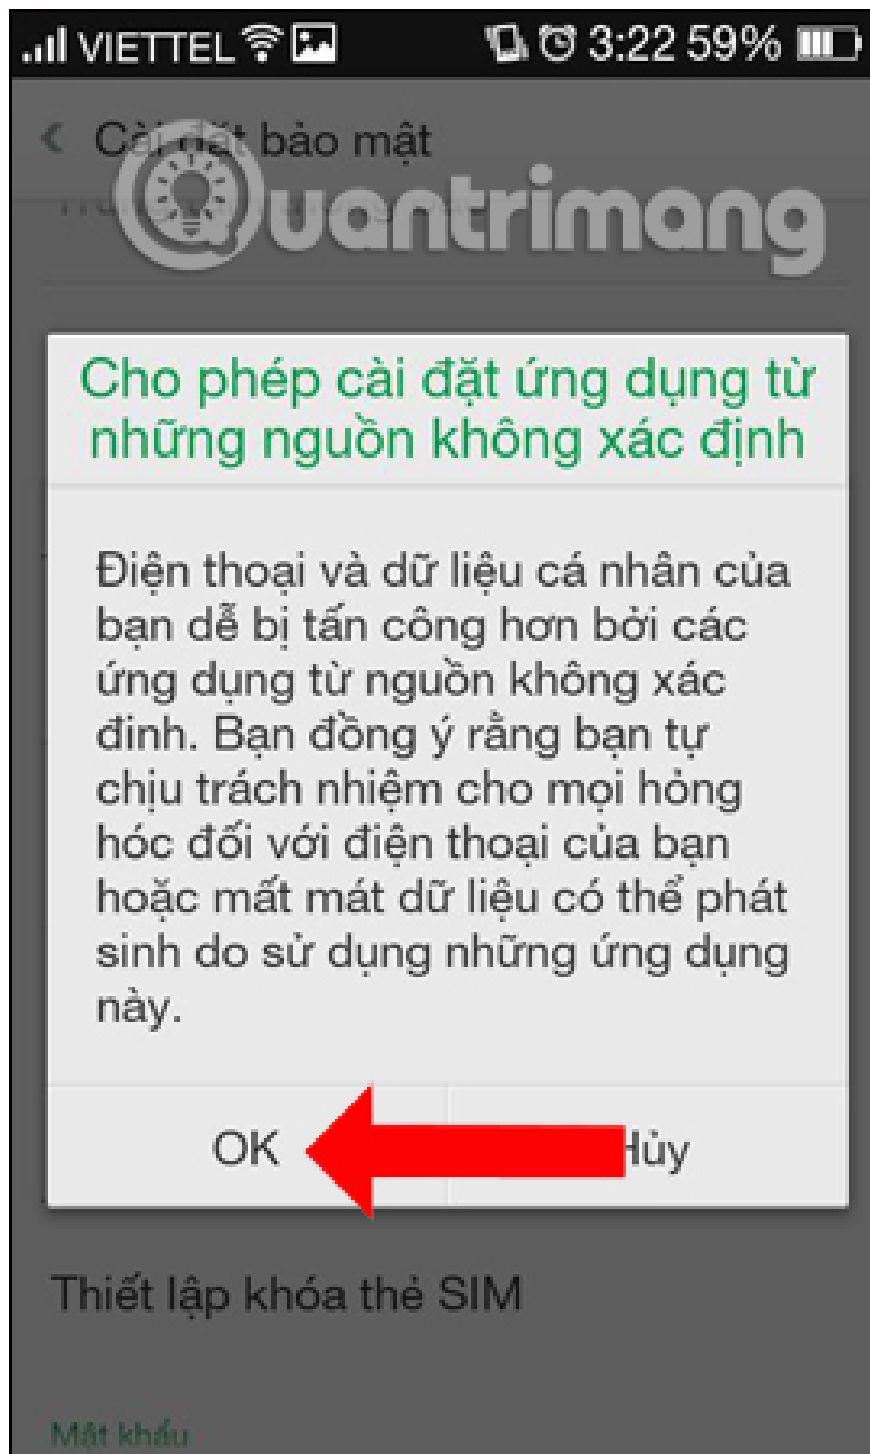 VIETTEL 3:22 59%
Cài đặt bảo mật
Quantrimang
Cho phép cài đặt ứng dụng từ
những nguồn không xác định
Điện thoại và dữ liệu cá nhân của
bạn dễ bị tấn công hơn bởi các
ứng dụng từ nguồn không xác
đinh. Bạn đồng ý rằng bạn tự
chịu trách nhiệm cho mọi hỏng
hóc đối với điện thoại của bạn
hoặc mất mát dữ liệu có thể phát
sinh do sử dụng những ứng dụng
này.
OK Hủy
Thiết lập khóa thẻ SIM
Mật khẩu